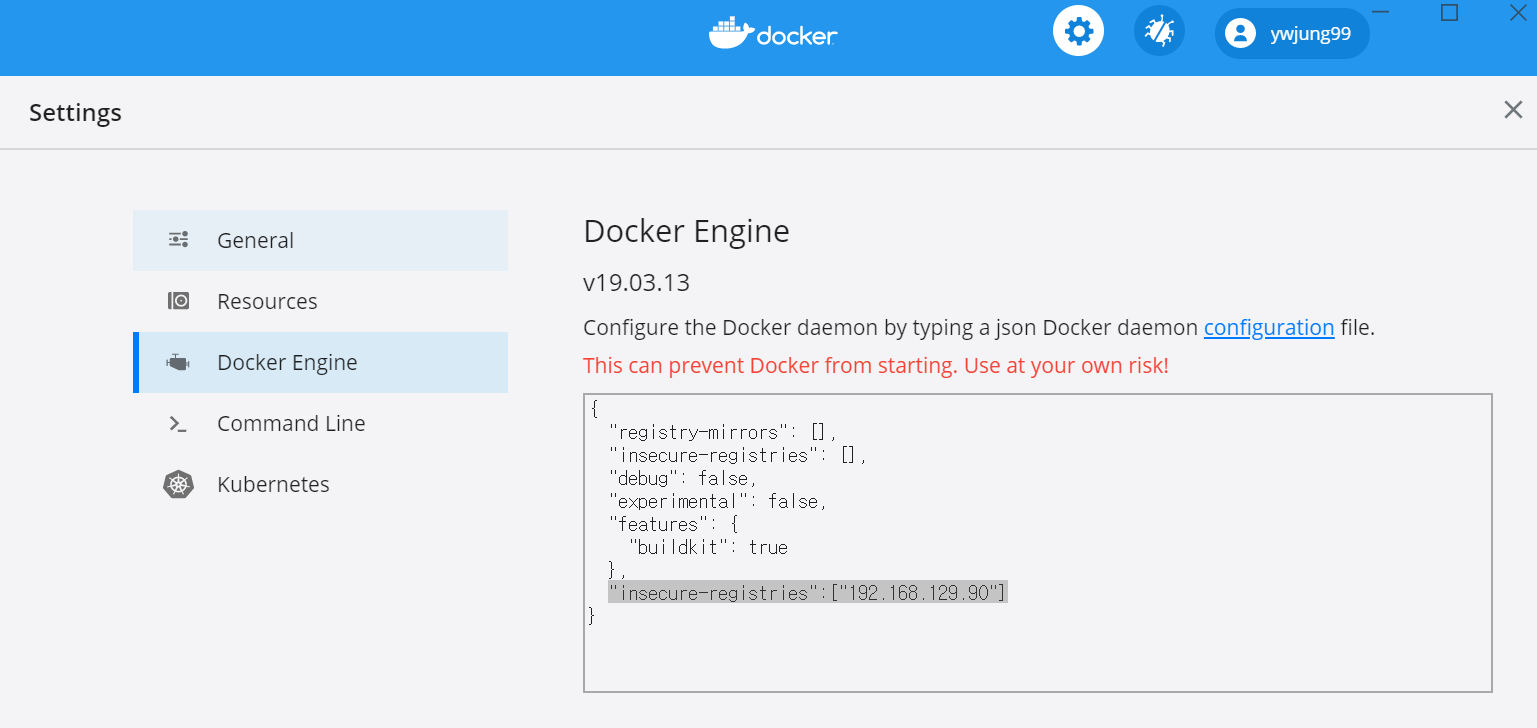 docker
ywjung99
Settings
General
Resources
Docker Engine
Command Line
Kubernetes
Docker Engine
v19.03.13
Configure the Docker daemon by typing a json Docker daemon configuration file.
This can prevent Docker from starting. Use at your own risk!
{
  "registry-mirrors": [],
  "insecure-registries": [],
  "debug": false,
  "experimental": false,
  "features": {
    "buildkit": true
  },
  "insecure-registries":["192.168.129.90"]
}